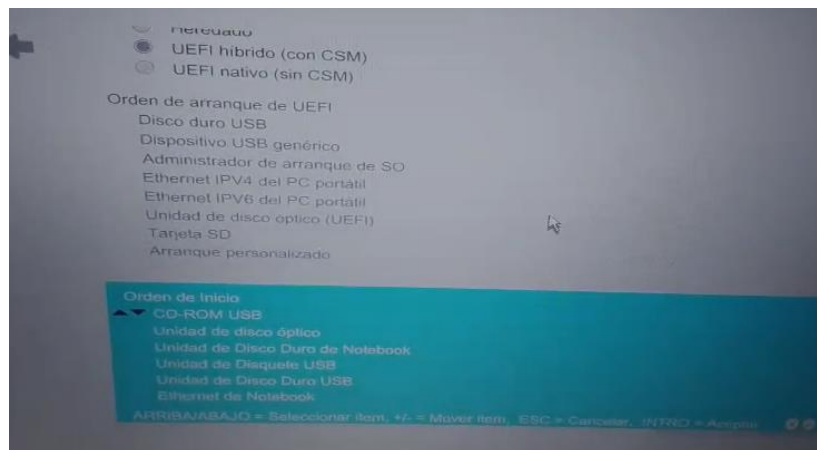 UEFI híbrido (con CSM)
UEFI nativo (sin CSM)
Orden de arranque de UEFI
Disco duro USB
Dispositivo USB genérico
Administrador de arranque de SO
Ethernet IPV4 del PC portátil
Ethernet IPV6 del PC portátil
Unidad de disco óptico (UEFI)
Tarjeta SD
Arranque personalizado
Orden de Inicio
CD-ROM USB
Unidad de disco óptico
Unidad de Disco Duro de Notebook
Unidad de Disquete USB
Unidad de Disco Duro USB
Ethernet de Notebook
ARRIBA/ABAJO = Seleccionar ítem, +/- = Mover ítem, ESC = Cancelar, INTRO = Aceptar